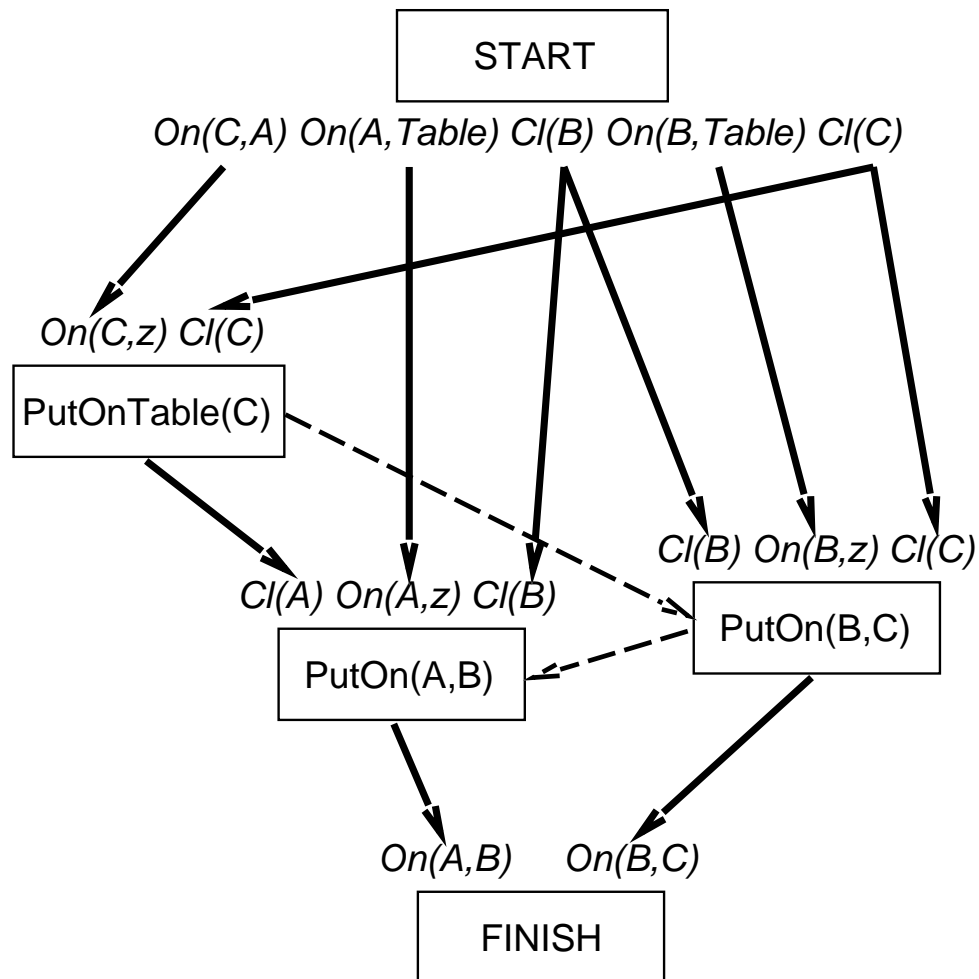 START
On(C,A) On(A,Table) Cl(B) On(B,Table) Cl(C)
On(C,z) Cl(C)
PutOnTable(C)
Cl(B) On(B,z) Cl(C)
Cl(A) On(A,z) Cl(B)
PutOn(B,C)
PutOn(A,B)
On(A,B) On(B,C)
FINISH